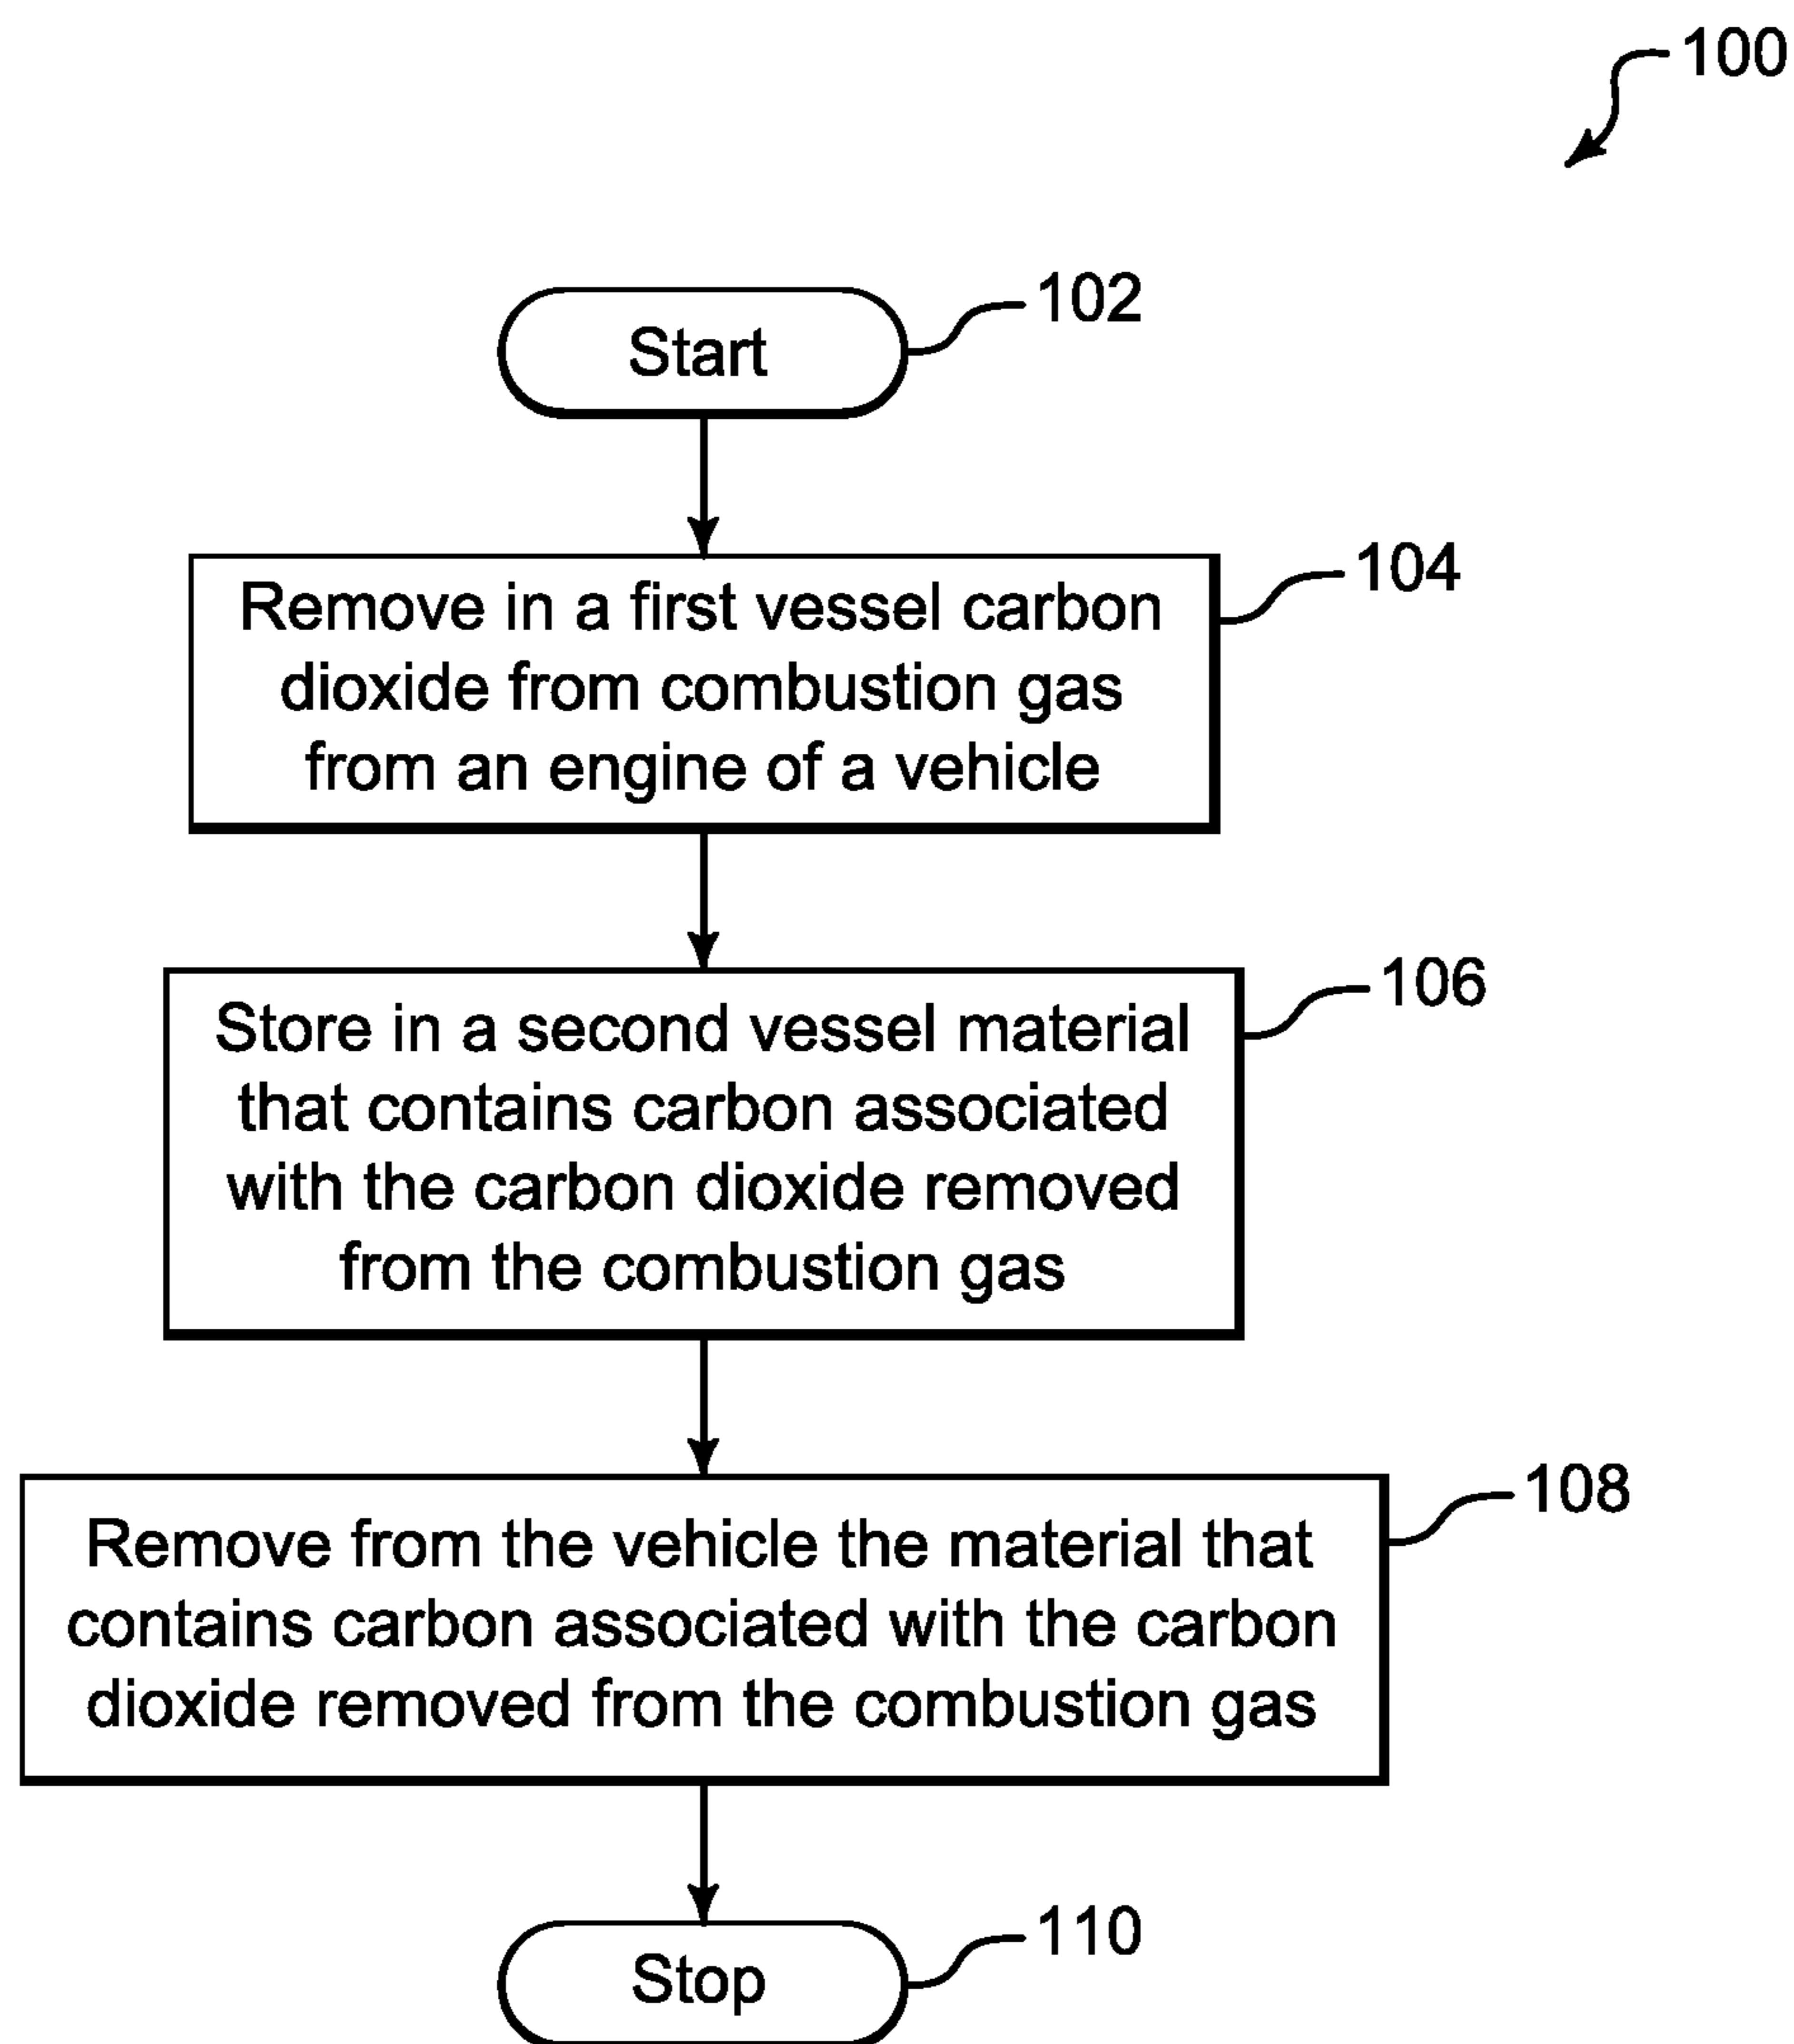 100
Start
102
Remove in a first vessel carbon
dioxide from combustion gas
from an engine of a vehicle
104
Store in a second vessel material
that contains carbon associated
with the carbon dioxide removed
from the combustion gas
106
Remove from the vehicle the material that
contains carbon associated with the carbon
dioxide removed from the combustion gas
108
Stop
110